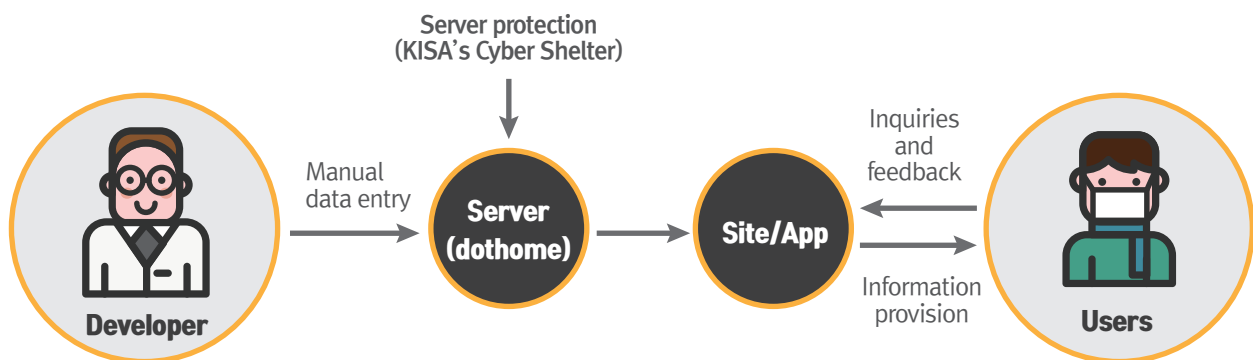 Server protection
(KISA's Cyber Shelter)
Manual
data entry
Server
(dothome)
Site/App
Inquiries
and
feedback
Information
provision
Developer
Users